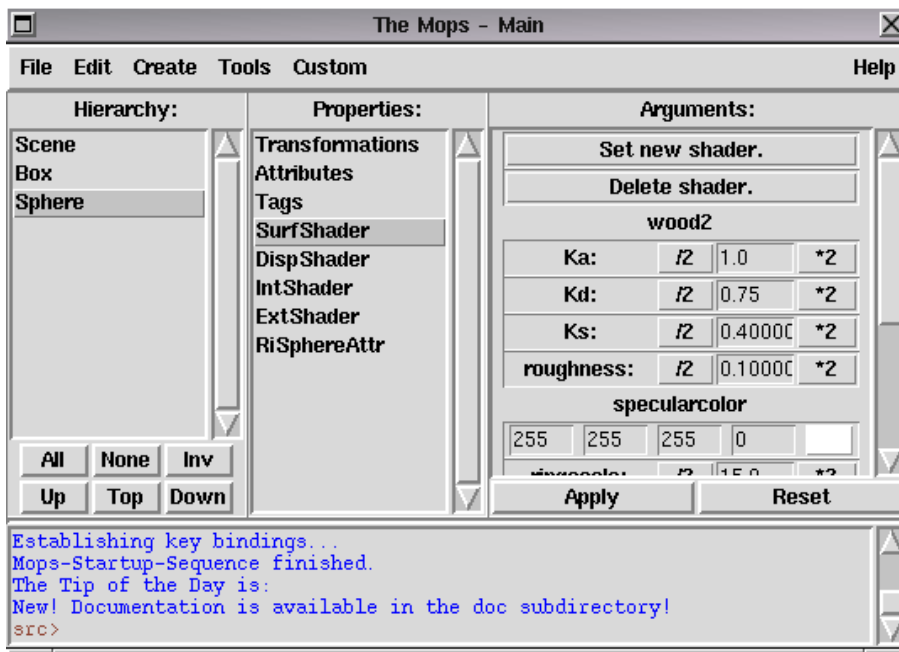 The Mops - Main
File Edit Create Tools Custom Help
Hierarchy:
Scene
Box
Sphere
All None Inv
Up Top Down
Properties:
Transformations
Attributes
Tags
SurfShader
DispShader
IntShader
ExtShader
RiSphereAttr
Arguments:
Set new shader.
Delete shader.
wood2
Ka: /2 1.0 *2
Kd: /2 0.75 *2
Ks: /2 0.40000 *2
roughness: /2 0.10000 *2
specularcolor
255 255 255 0
/2 15.0 *2
Apply Reset
Establishing key bindings...
Mops-Startup-Sequence finished.
The Tip of the Day is:
New! Documentation is available in the doc subdirectory!
src>